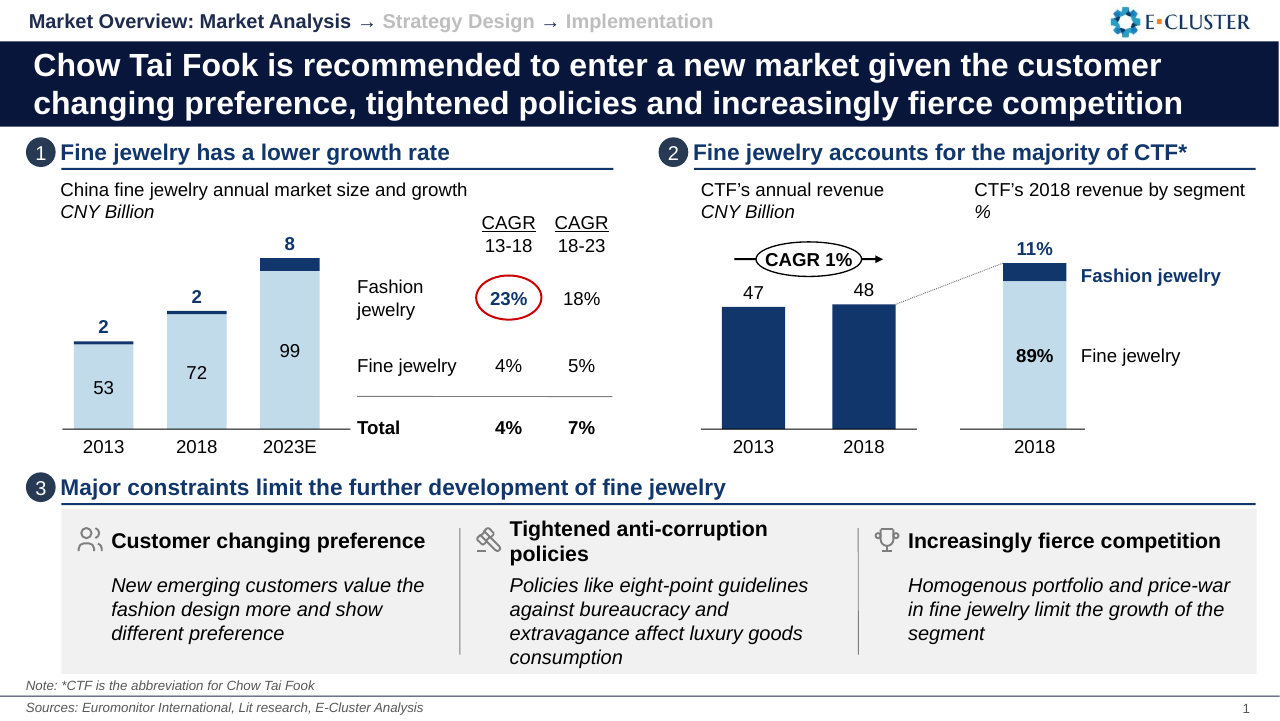 Market Overview: Market Analysis → Strategy Design → Implementation
E·CLUSTER
Chow Tai Fook is recommended to enter a new market given the customer
changing preference, tightened policies and increasingly fierce competition
1 Fine jewelry has a lower growth rate
China fine jewelry annual market size and growth
CNY Billion
CAGR CAGR
13-18 18-23
8
2
2
99
72
53
2013 2018 2023E
Fashion
jewelry
23% 18%
Fine jewelry 4% 5%
Total 4% 7%
2 Fine jewelry accounts for the majority of CTF*
CTF's annual revenue
CNY Billion
CAGR 1%
47 48
2013 2018
CTF's 2018 revenue by segment
%
11%
Fashion jewelry
89% Fine jewelry
2018
3 Major constraints limit the further development of fine jewelry
Customer changing preference
New emerging customers value the
fashion design more and show
different preference
Tightened anti-corruption
policies
Policies like eight-point guidelines
against bureaucracy and
extravagance affect luxury goods
consumption
Increasingly fierce competition
Homogenous portfolio and price-war
in fine jewelry limit the growth of the
segment
Note: *CTF is the abbreviation for Chow Tai Fook
Sources: Euromonitor International, Lit research, E-Cluster Analysis
1